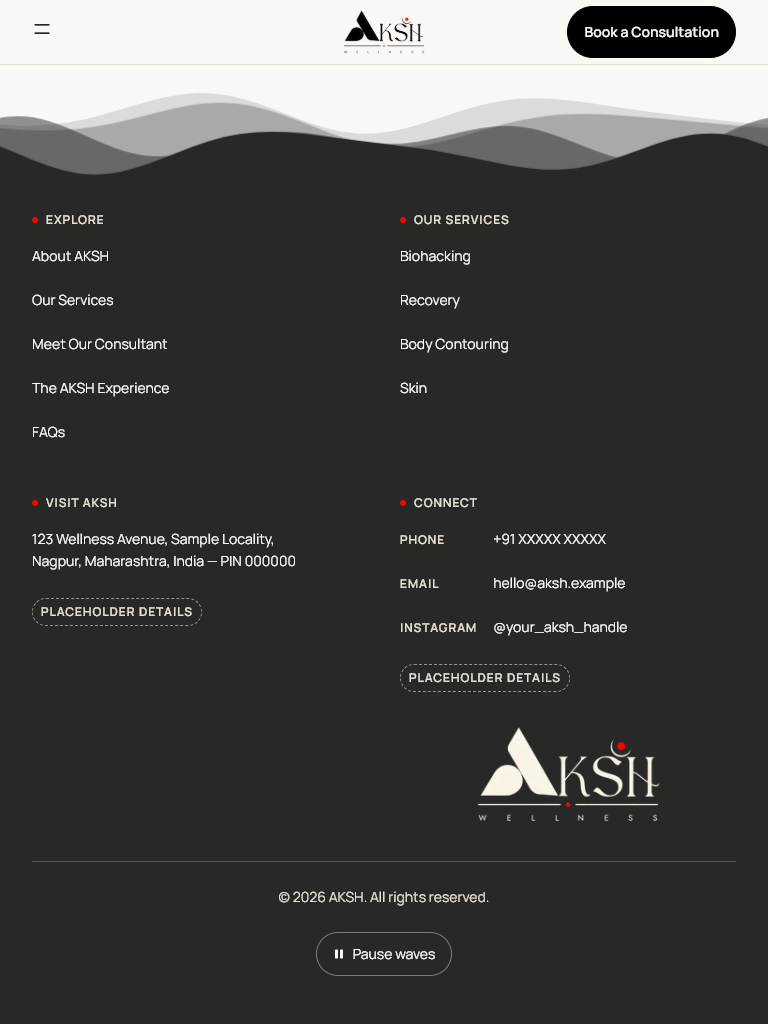 AKSH
WELLNESS
Book a Consultation
EXPLORE
About AKSH
Our Services
Meet Our Consultant
The AKSH Experience
FAQs
OUR SERVICES
Biohacking
Recovery
Body Contouring
Skin
VISIT AKSH
123 Wellness Avenue, Sample Locality,
Nagpur, Maharashtra, India — PIN 000000
PLACEHOLDER DETAILS
CONNECT
PHONE +91 XXXXX XXXXX
EMAIL hello@aksh.example
INSTAGRAM @your_aksh_handle
PLACEHOLDER DETAILS
AKSH
WELLNESS
© 2026 AKSH. All rights reserved.
Pause waves